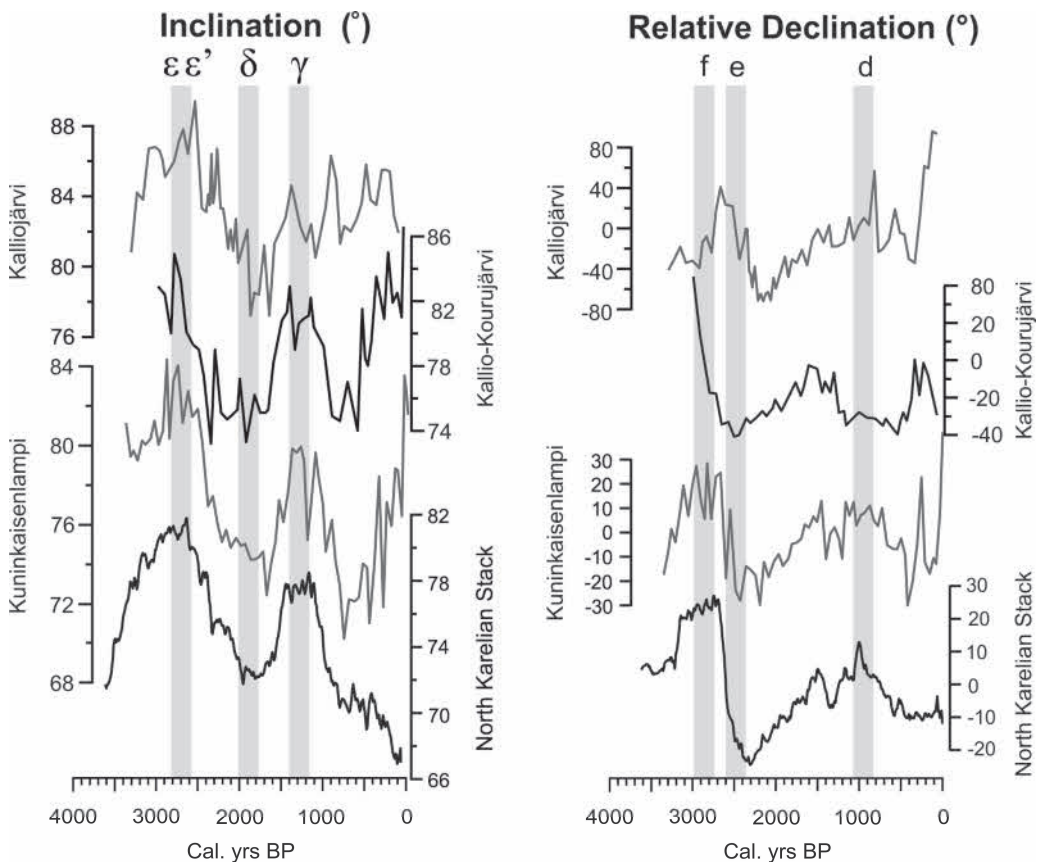 Inclination (°)
ε ε’ δ γ
88
84
80
76
Kalliojärvi
86
82
78
74
Kallio-Kourujärvi
84
80
76
72
68
Kuninkaisenlampi
82
78
74
70
66
North Karelian Stack
4000 3000 2000 1000 0
Cal. yrs BP
Relative Declination (°)
f e d
80
40
0
-40
-80
Kalliojärvi
80
20
0
-20
-40
Kallio-Kourujärvi
30
20
10
0
-10
-20
-30
Kuninkaisenlampi
30
20
10
0
-10
-20
North Karelian Stack
4000 3000 2000 1000 0
Cal. yrs BP